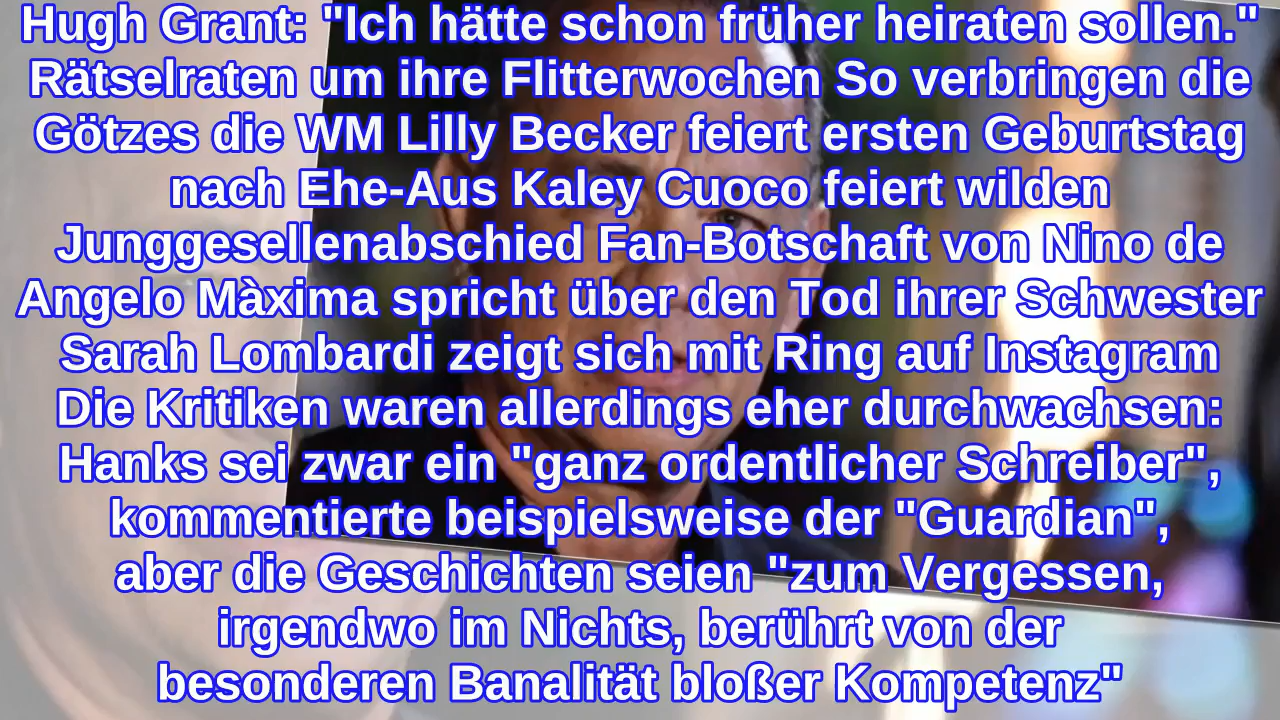 Hugh Grant: "Ich hätte schon früher heiraten sollen."
Rätselraten um ihre Flitterwochen So verbringen die
Götzes die WM Lilly Becker feiert ersten Geburtstag
nach Ehe-Aus Kaley Cuoco feiert wilden
Junggesellenabschied Fan-Botschaft von Nino de
Angelo Màxima spricht über den Tod ihrer Schwester
Sarah Lombardi zeigt sich mit Ring auf Instagram
Die Kritiken waren allerdings eher durchwachsen:
Hanks sei zwar ein "ganz ordentlicher Schreiber",
kommentierte beispielsweise der "Guardian",
aber die Geschichten seien "zum Vergessen,
irgendwo im Nichts, berührt von der
besonderen Banalität bloßer Kompetenz"